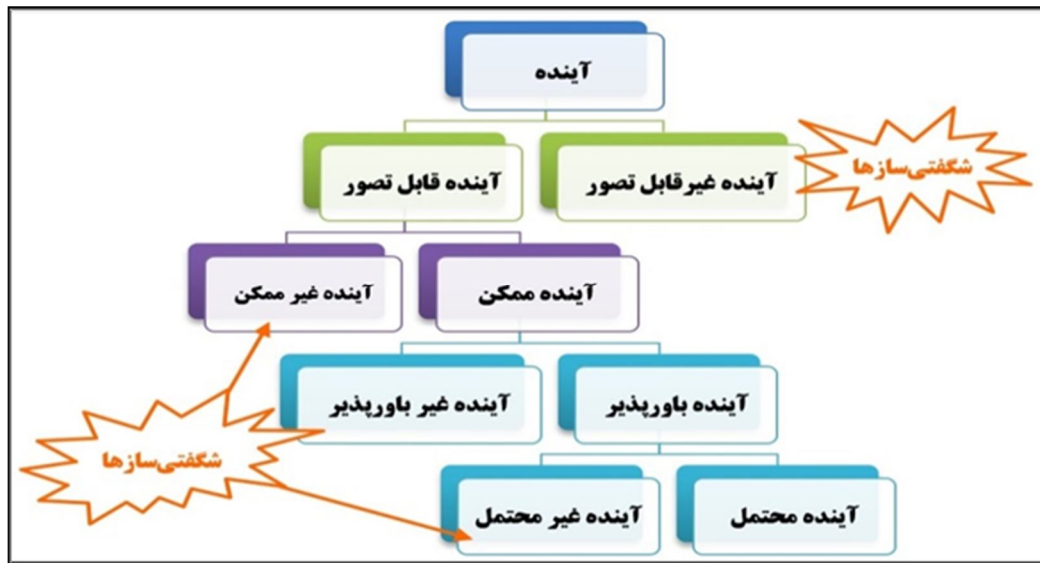 آینده
آینده غیرقابل تصور
شگفتی‌سازها
آینده قابل تصور
آینده ممکن
آینده غیر ممکن
آینده باورپذیر
آینده غیر باورپذیر
شگفتی‌سازها
آینده محتمل
آینده غیر محتمل